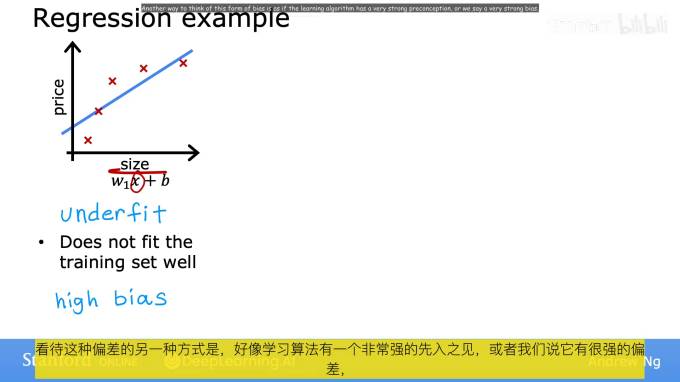 Another way to think of this form of bias is as if the learning algorithm has a very strong preconception, or we say a very strong bias,
Regression example
bilibili
price
size
w₁x + b
underfit
• Does not fit the
training set well
high bias
看待这种偏差的另一种方式是，好像学习算法有一个非常强的先入之见，或者我们说它有很强的偏
差，
Stanford ONLINE DeepLearning.AI Andrew Ng